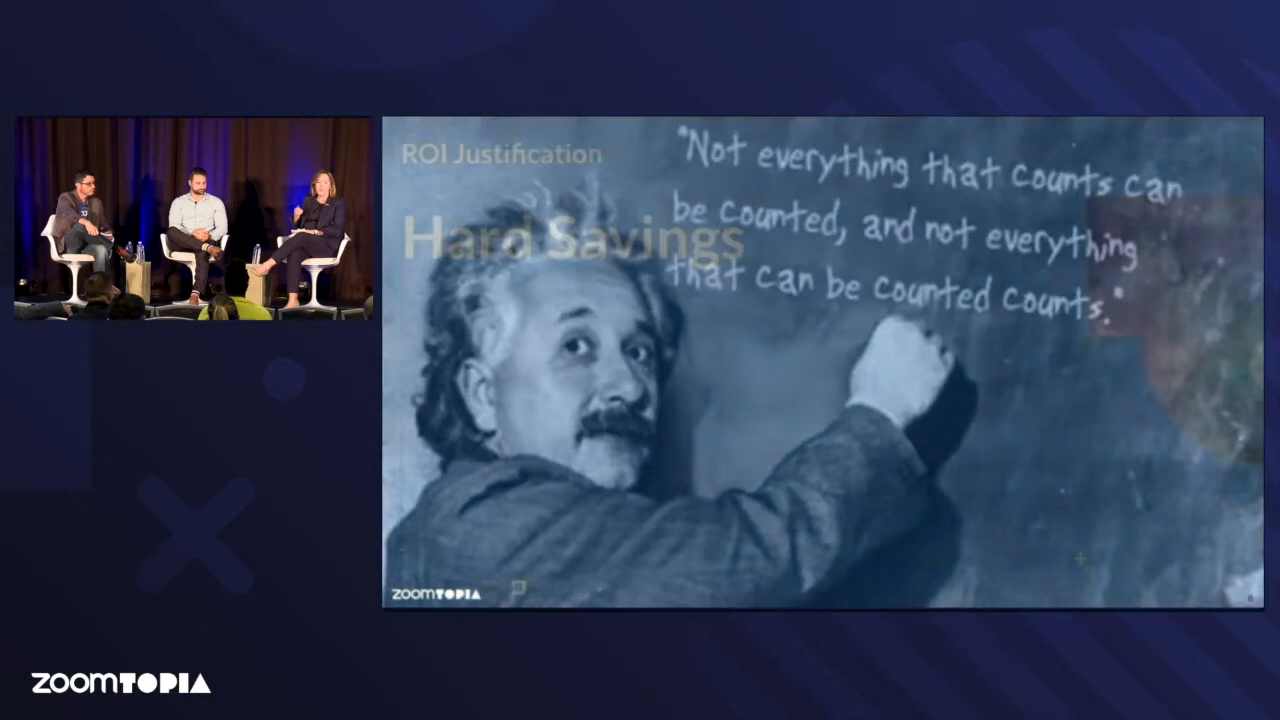 ROI Justification
Hard Savings
"Not everything that counts can
be counted, and not everything
that can be counted counts."
zoomTOPIA
8
zoomTOPIA